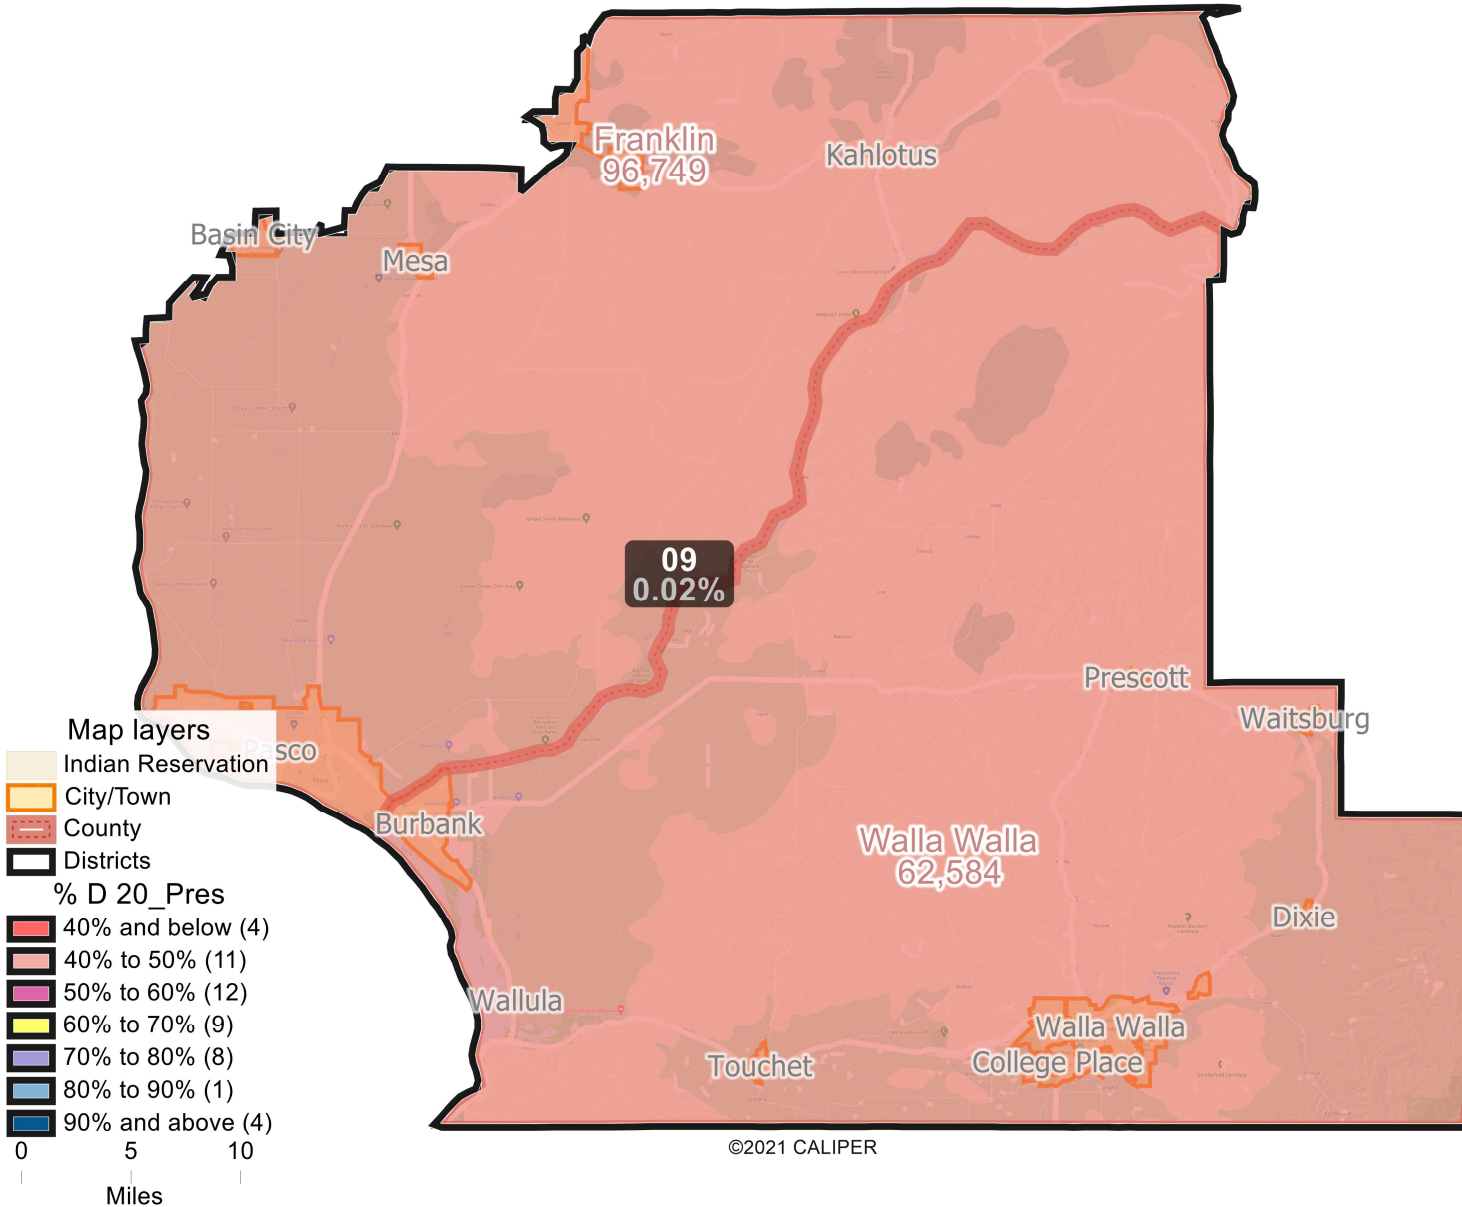 Franklin
96,749
Kahlotus
Basin City
Mesa
09
0.02%
Prescott
Waitsburg
Pasco
Burbank
Walla Walla
62,584
Dixie
Wallula
Walla Walla
College Place
Touchet
Map layers
Indian Reservation
City/Town
County
Districts
% D 20_Pres
40% and below (4)
40% to 50% (11)
50% to 60% (12)
60% to 70% (9)
70% to 80% (8)
80% to 90% (1)
90% and above (4)
0 5 10
Miles
©2021 CALIPER